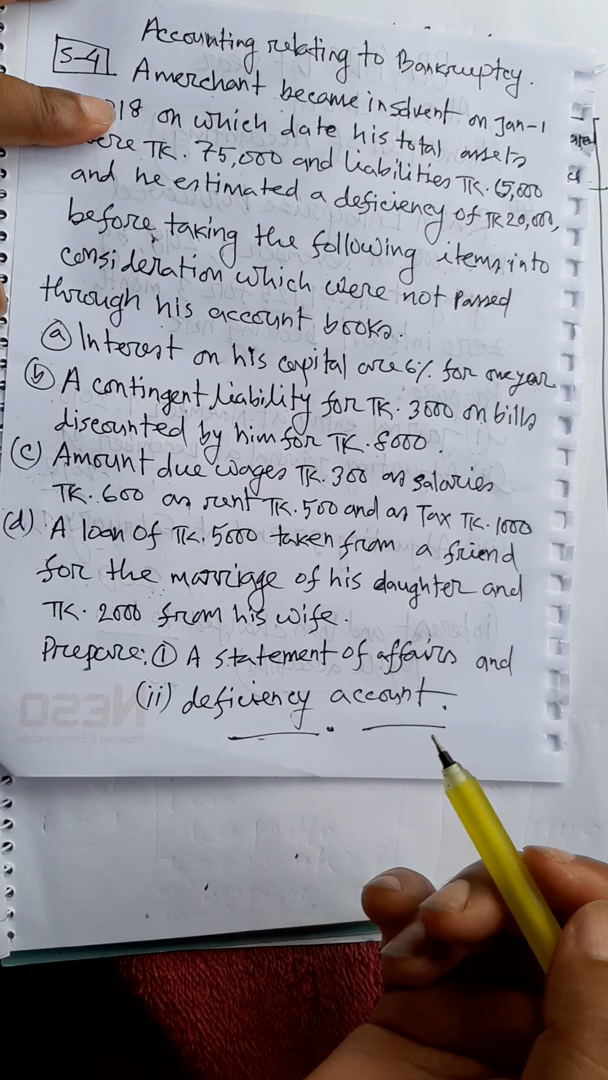 Accounting relating to Bankruptcy.
S-4 A merchant became insolvent on Jan-1
18 on which date his total assets
were TK. 75,000 and liabilities TK. 65,000
and he estimated a deficiency of TK 20,000,
before taking the following items into
consideration which were not passed
through his account books.
(a) Interest on his capital are 6% for one year
(b) A contingent liability for TK. 3000 on bills
discounted by him for TK. 8000.
(c) Amount due wages TK. 300 as salaries
TK. 600 as rent TK. 500 and as Tax TK. 1000
(d) A loan of TK. 5000 taken from a friend
for the marriage of his daughter and
TK. 2000 from his wife.
Prepare: (i) A statement of affairs and
(ii) deficiency account.